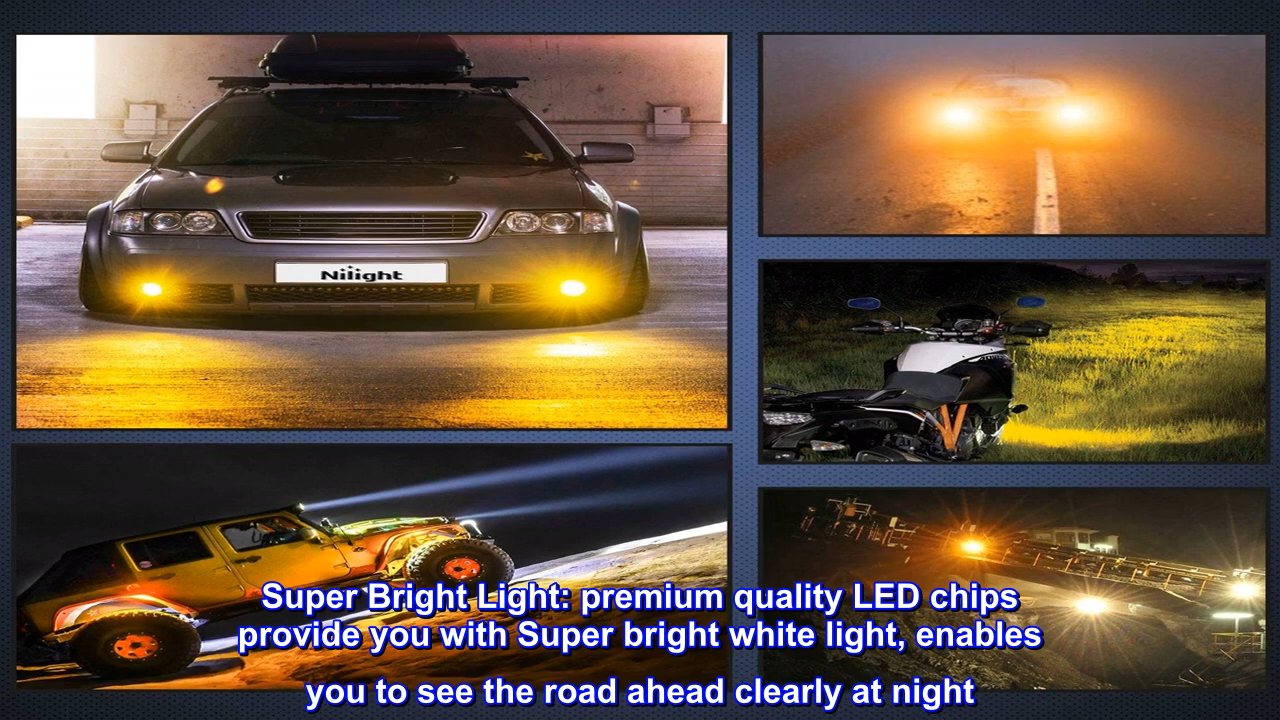 Nilight
Super Bright Light: premium quality LED chips
provide you with Super bright white light, enables
you to see the road ahead clearly at night